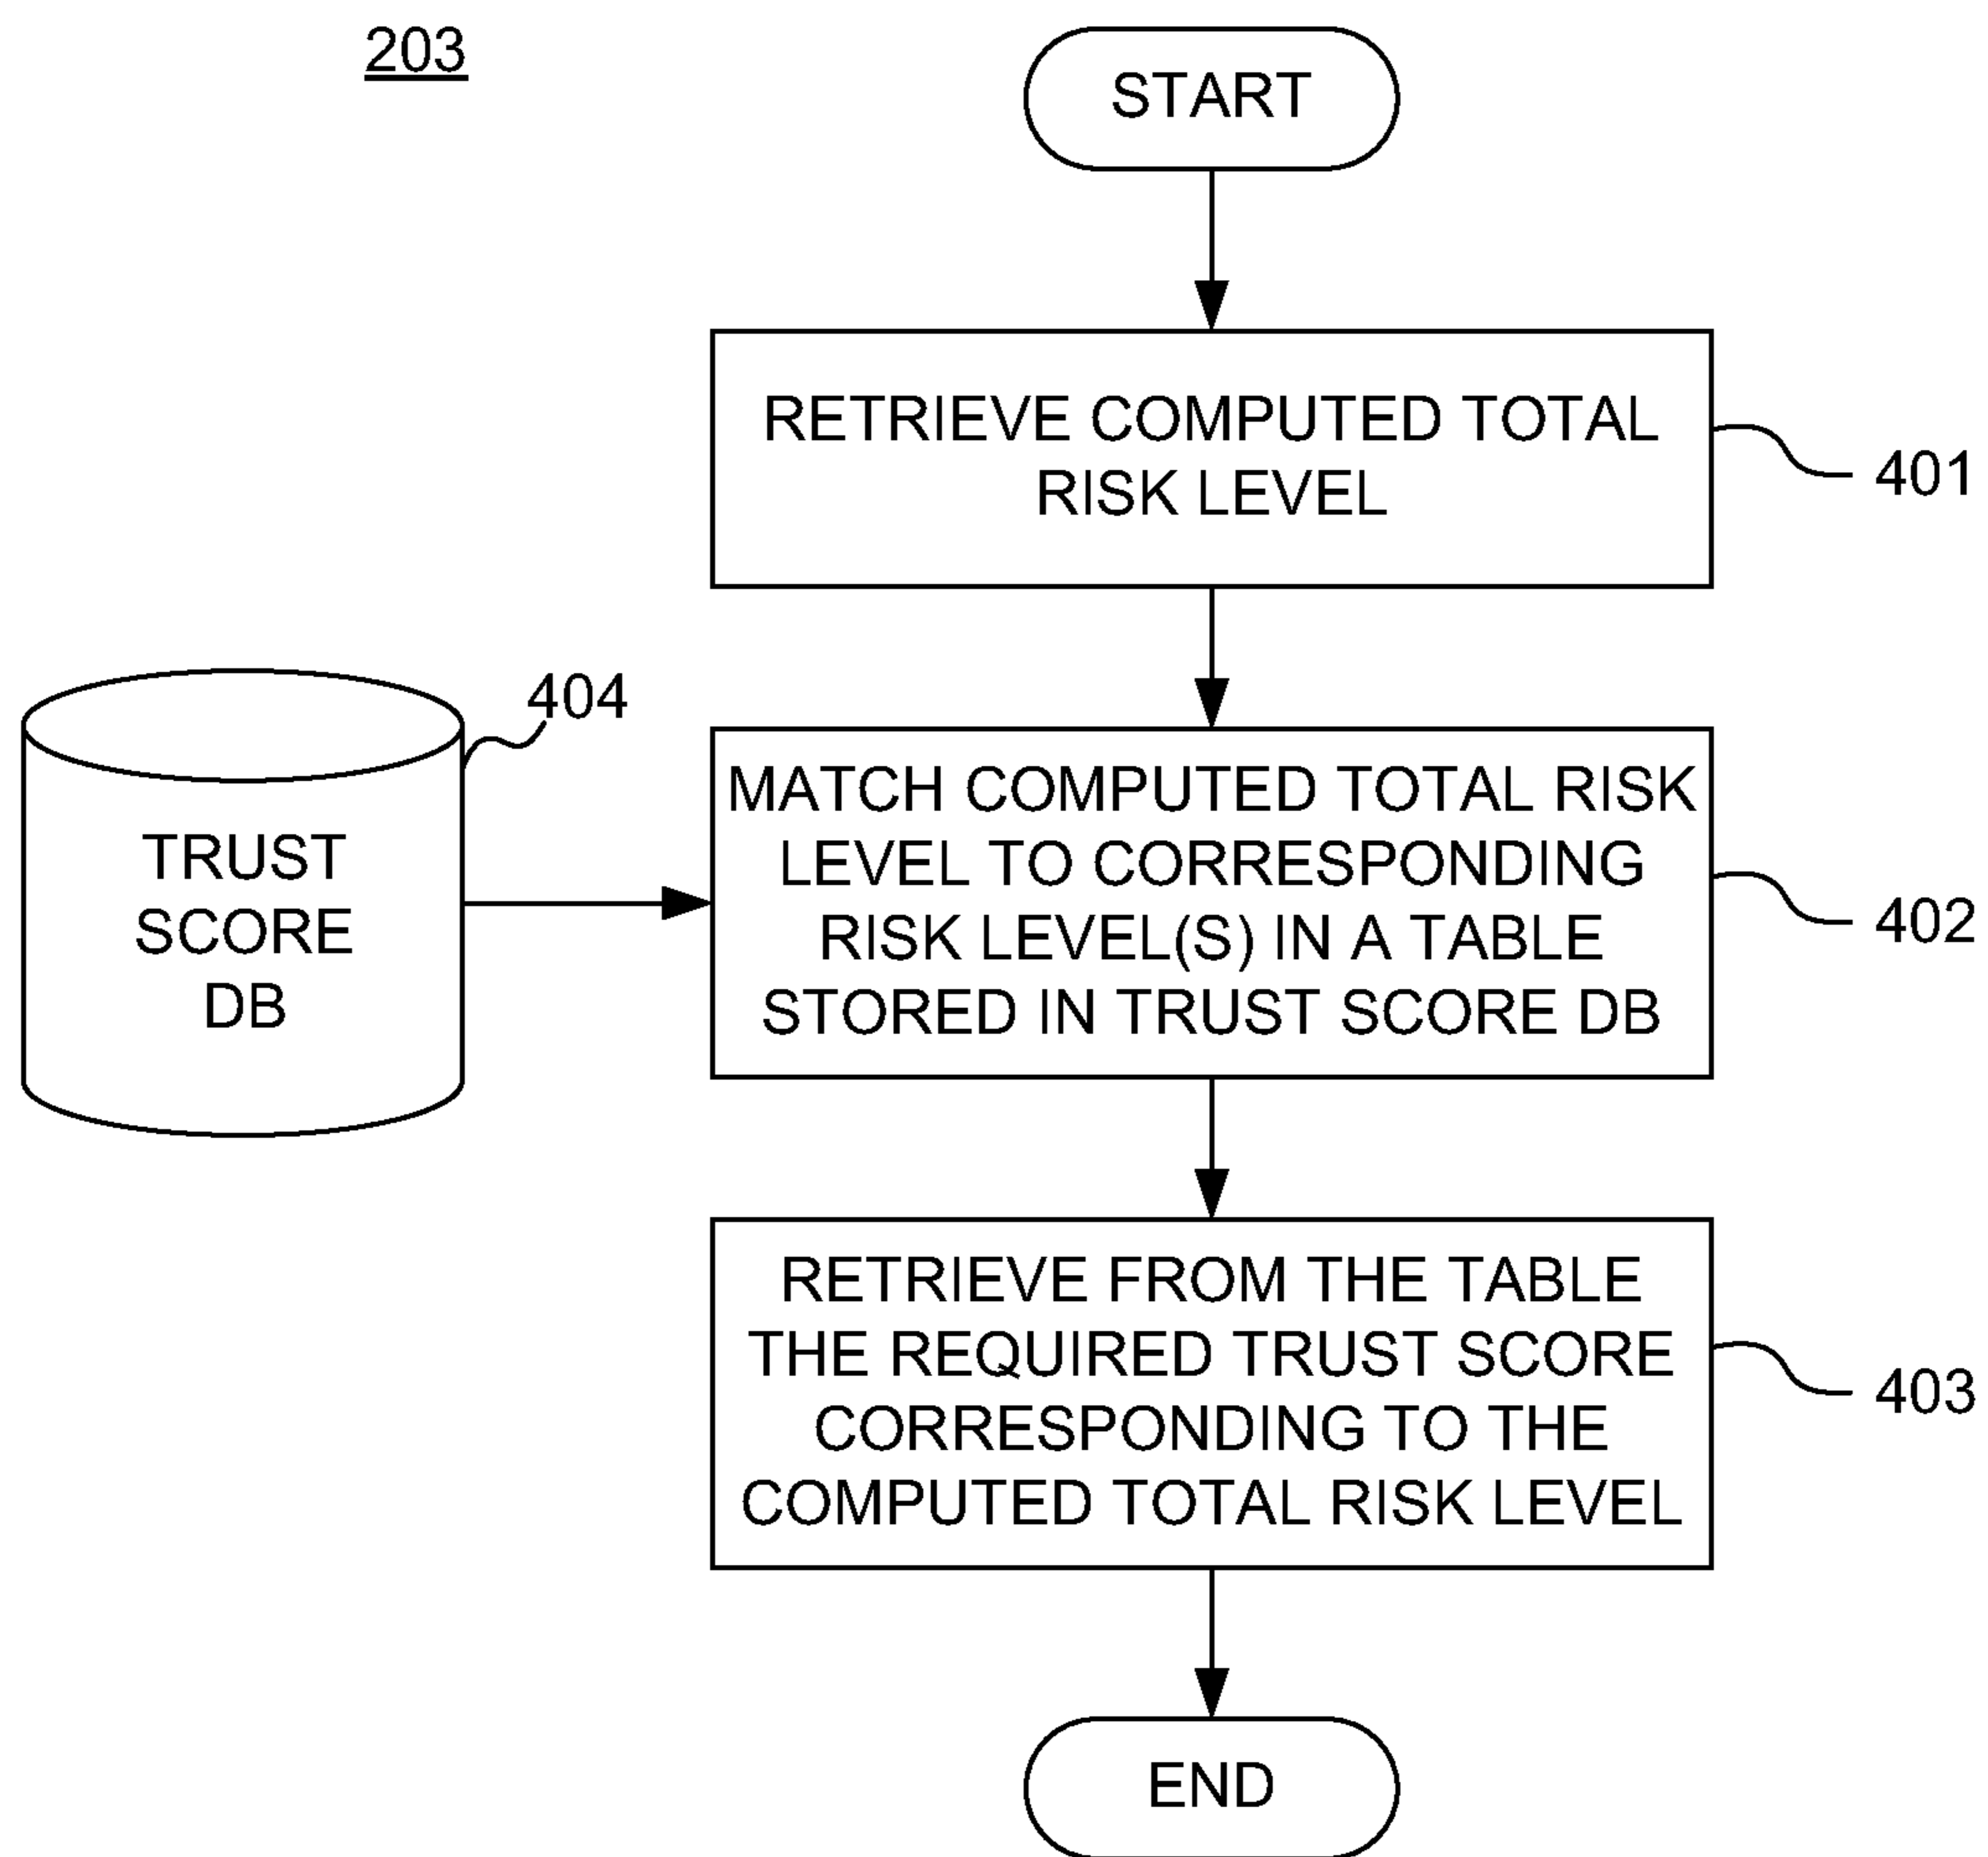 203
START
RETRIEVE COMPUTED TOTAL
RISK LEVEL
401
404
TRUST
SCORE
DB
MATCH COMPUTED TOTAL RISK
LEVEL TO CORRESPONDING
RISK LEVEL(S) IN A TABLE
STORED IN TRUST SCORE DB
402
RETRIEVE FROM THE TABLE
THE REQUIRED TRUST SCORE
CORRESPONDING TO THE
COMPUTED TOTAL RISK LEVEL
403
END